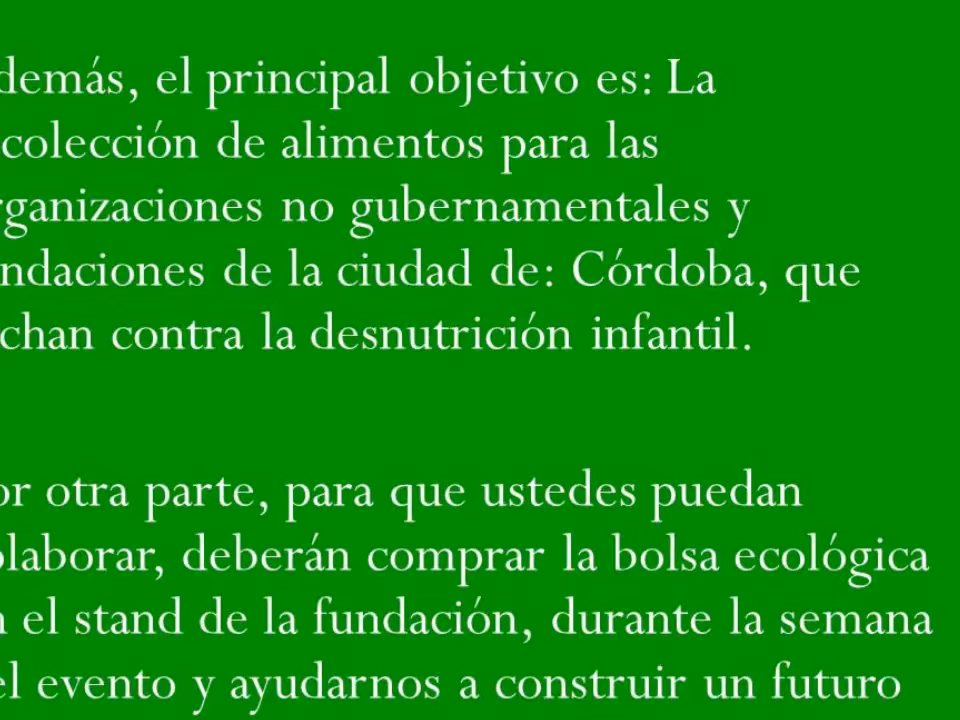 demás, el principal objetivo es: La
colección de alimentos para las
rganizaciones no gubernamentales y
ndaciones de la ciudad de: Córdoba, que
chan contra la desnutrición infantil.
or otra parte, para que ustedes puedan
olaborar, deberán comprar la bolsa ecológica
n el stand de la fundación, durante la semana
el evento y ayudarnos a construir un futuro